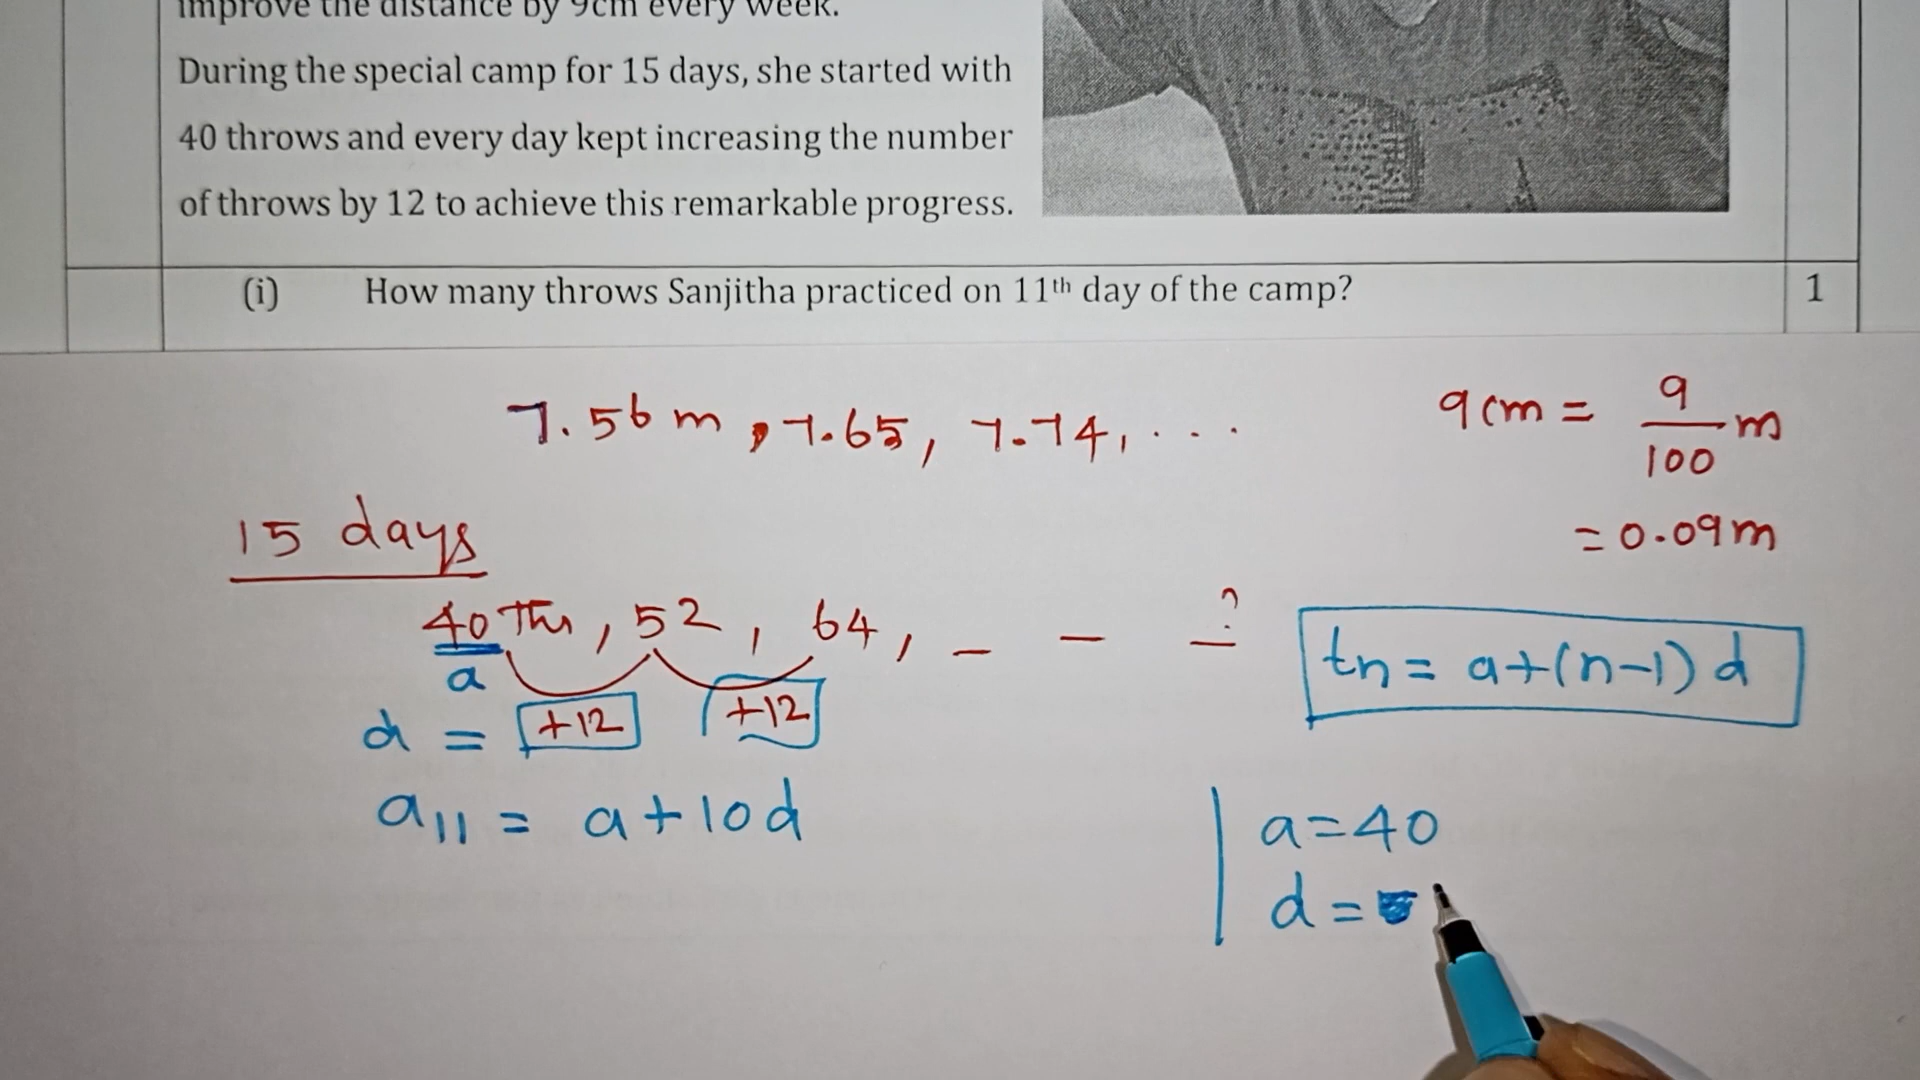 improve the distance by 9cm every week.
During the special camp for 15 days, she started with
40 throws and every day kept increasing the number
of throws by 12 to achieve this remarkable progress.
(i) How many throws Sanjitha practiced on 11th day of the camp? 1
7.56 m, 7.65, 7.74, ...
9cm = 9/100 m
= 0.09m
15 days
40 Thr, 52, 64, _ _ _ ?
a
tn = a+(n-1) d
d = +12 +12
a11 = a+10d
a=40
d=